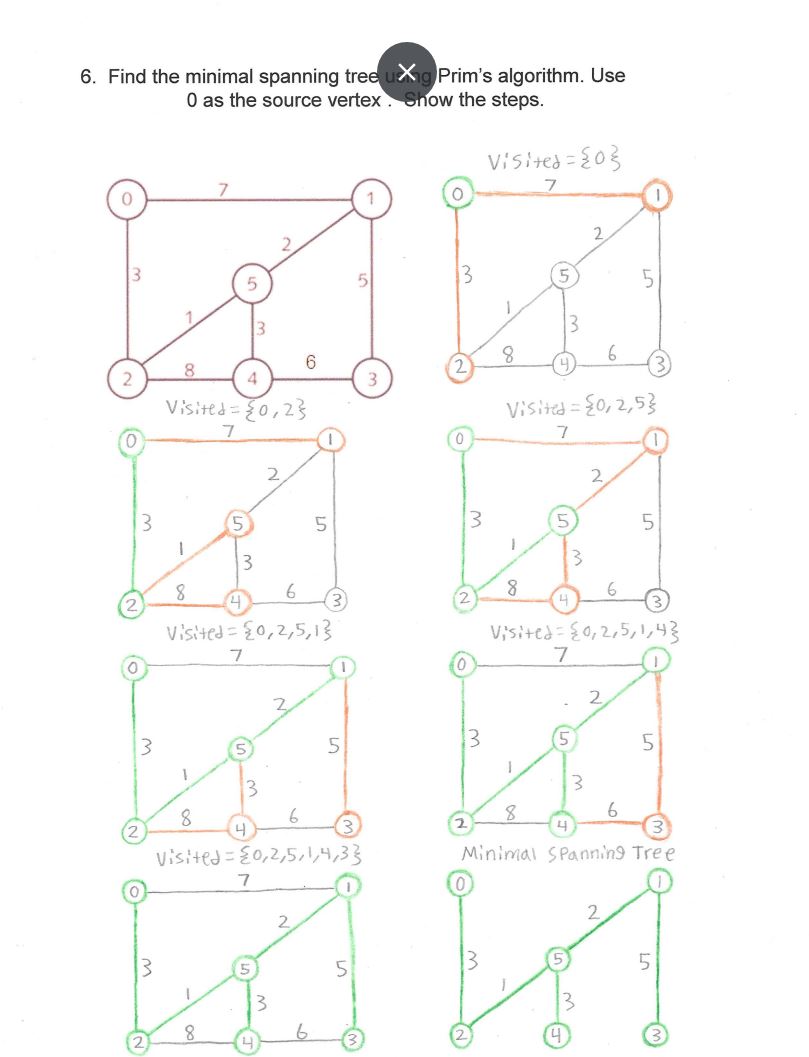 6. Find the minimal spanning tree using Prim's algorithm. Use
0 as the source vertex . Show the steps.
Visited = {0}
0 7 1
2
3 5 5
1 3
8 6
2 4 3
0 7 1
2
3 5 5
1 3
8 6
2 4 3
Visited = {0,2}
Visited = {0,2,5}
7
0 1
2
3 5 5
1 3
8 6
2 4 3
7
0 1
2
3 5 5
1 3
8 6
2 4 3
Visited = {0,2,5,1}
Visited = {0,2,5,1,4}
7
0 1
2
3 5 5
1 3
8 6
2 4 3
7
0 1
2
3 5 5
1 3
8 6
2 4 3
Visited = {0,2,5,1,4,3}
Minimal Spanning Tree
7
0 1
2
3 5 5
1 3
8 6
2 4 3
0 1
2
3 5 5
1 3
2 4 3